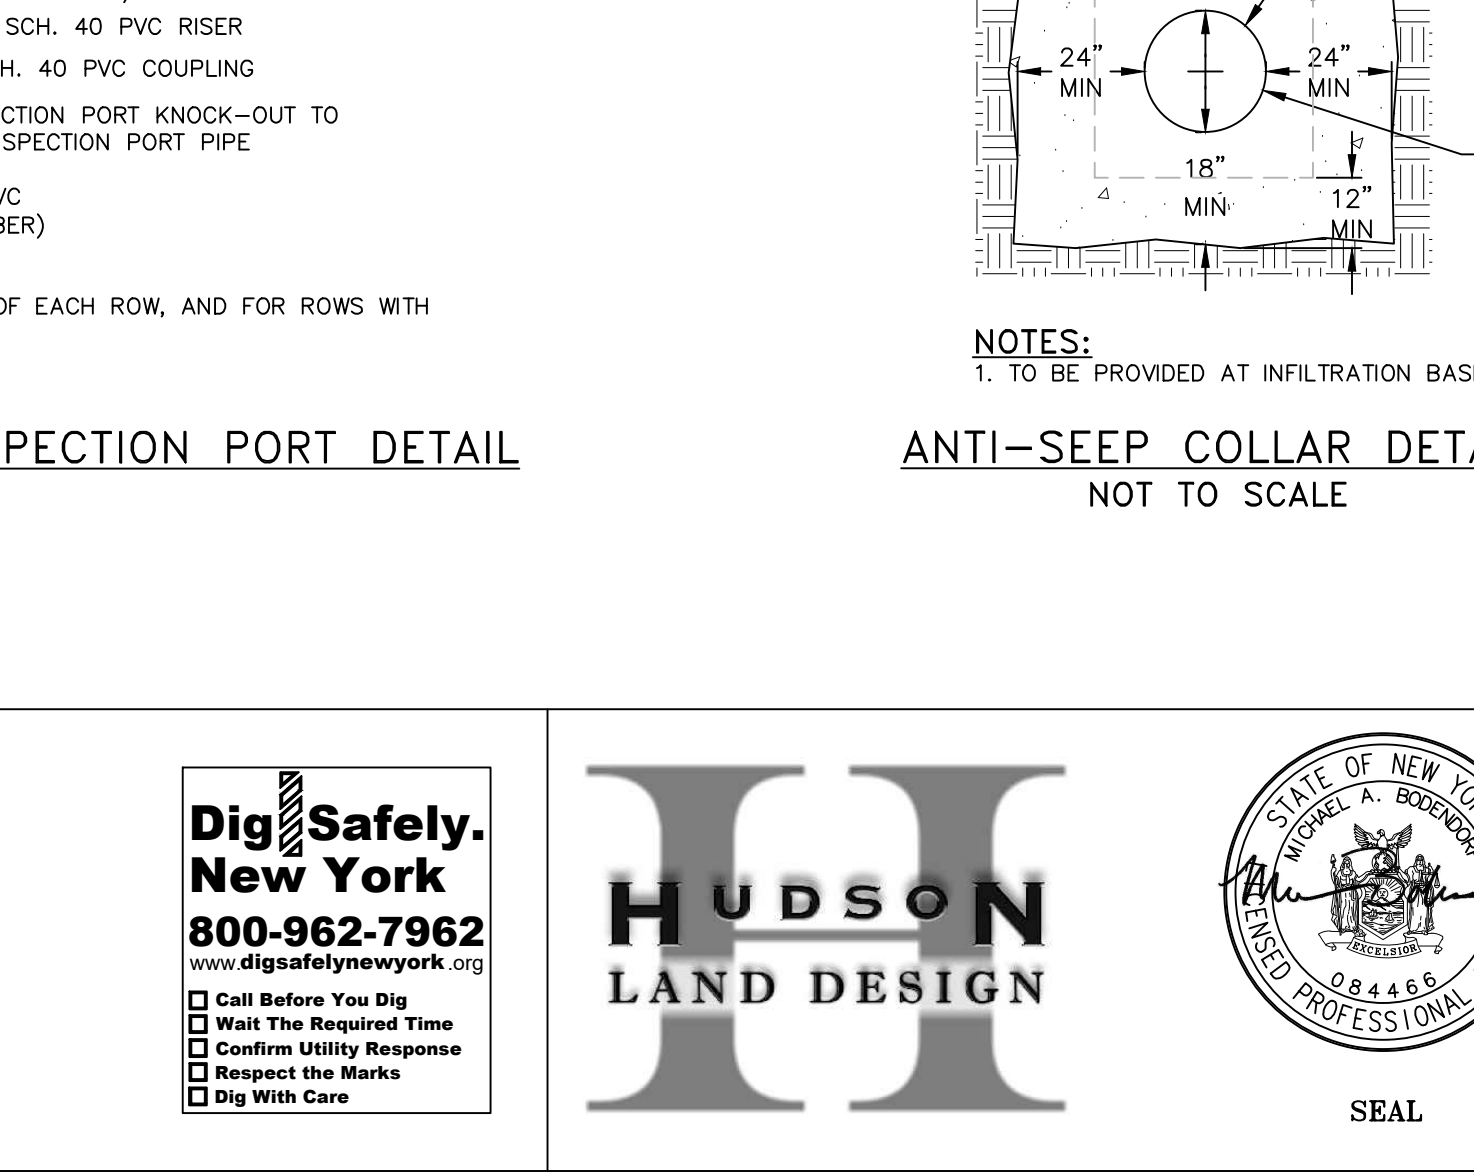 SCH. 40 PVC RISER
H. 40 PVC COUPLING
CTION PORT KNOCK-OUT TO
SPECTION PORT PIPE
VC
BER)
OF EACH ROW, AND FOR ROWS WITH
PECTION PORT DETAIL
24"
MIN
24"
MIN
18"
MIN
12"
MIN
NOTES:
1. TO BE PROVIDED AT INFILTRATION BAS
ANTI-SEEP COLLAR DETA
NOT TO SCALE
Dig Safely.
New York
800-962-7962
www.digsafelynewyork.org
Call Before You Dig
Wait The Required Time
Confirm Utility Response
Respect the Marks
Dig With Care
HUDSON
LAND DESIGN
STATE OF NEW YOR
MICHAEL A. BODENDOR
EXCELSIOR
084466
ENSED PROFESSIONAL
SEAL